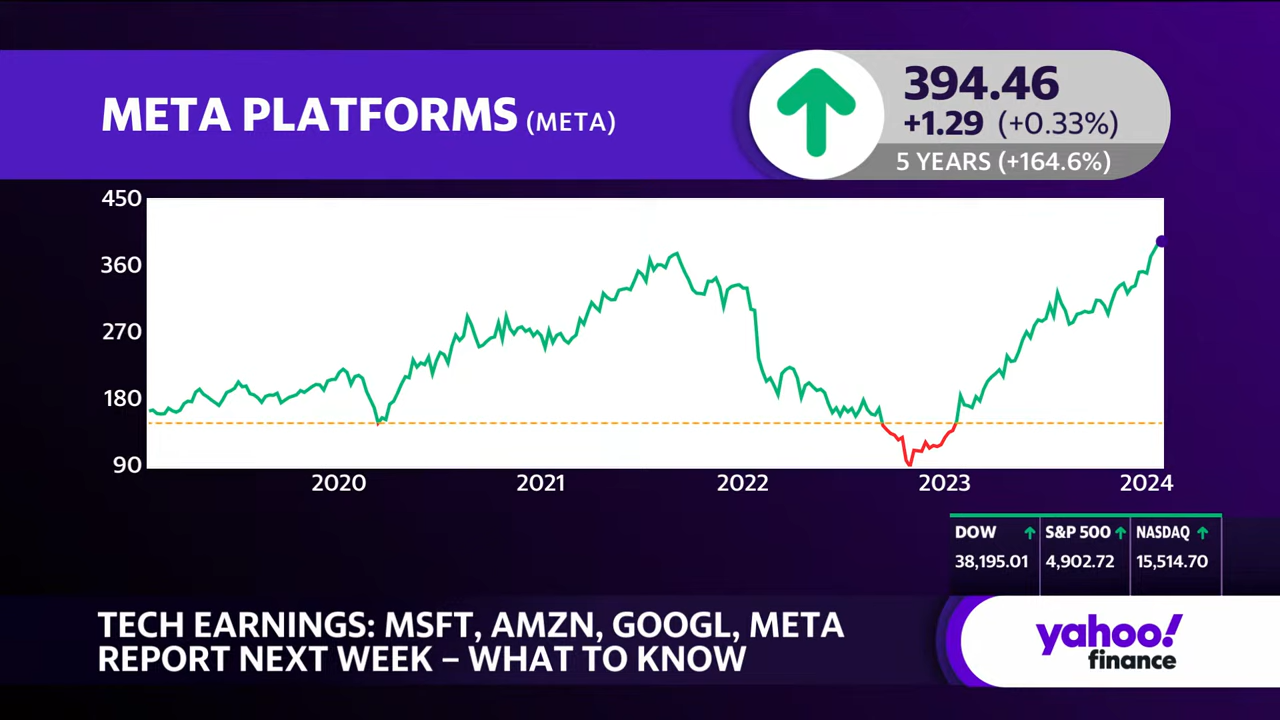 META PLATFORMS (META)
394.46
+1.29 (+0.33%)
5 YEARS (+164.6%)
450
360
270
180
90
2020 2021 2022 2023 2024
DOW S&P 500 NASDAQ
38,195.01 4,902.72 15,514.70
TECH EARNINGS: MSFT, AMZN, GOOGL, META
REPORT NEXT WEEK – WHAT TO KNOW
yahoo!
finance